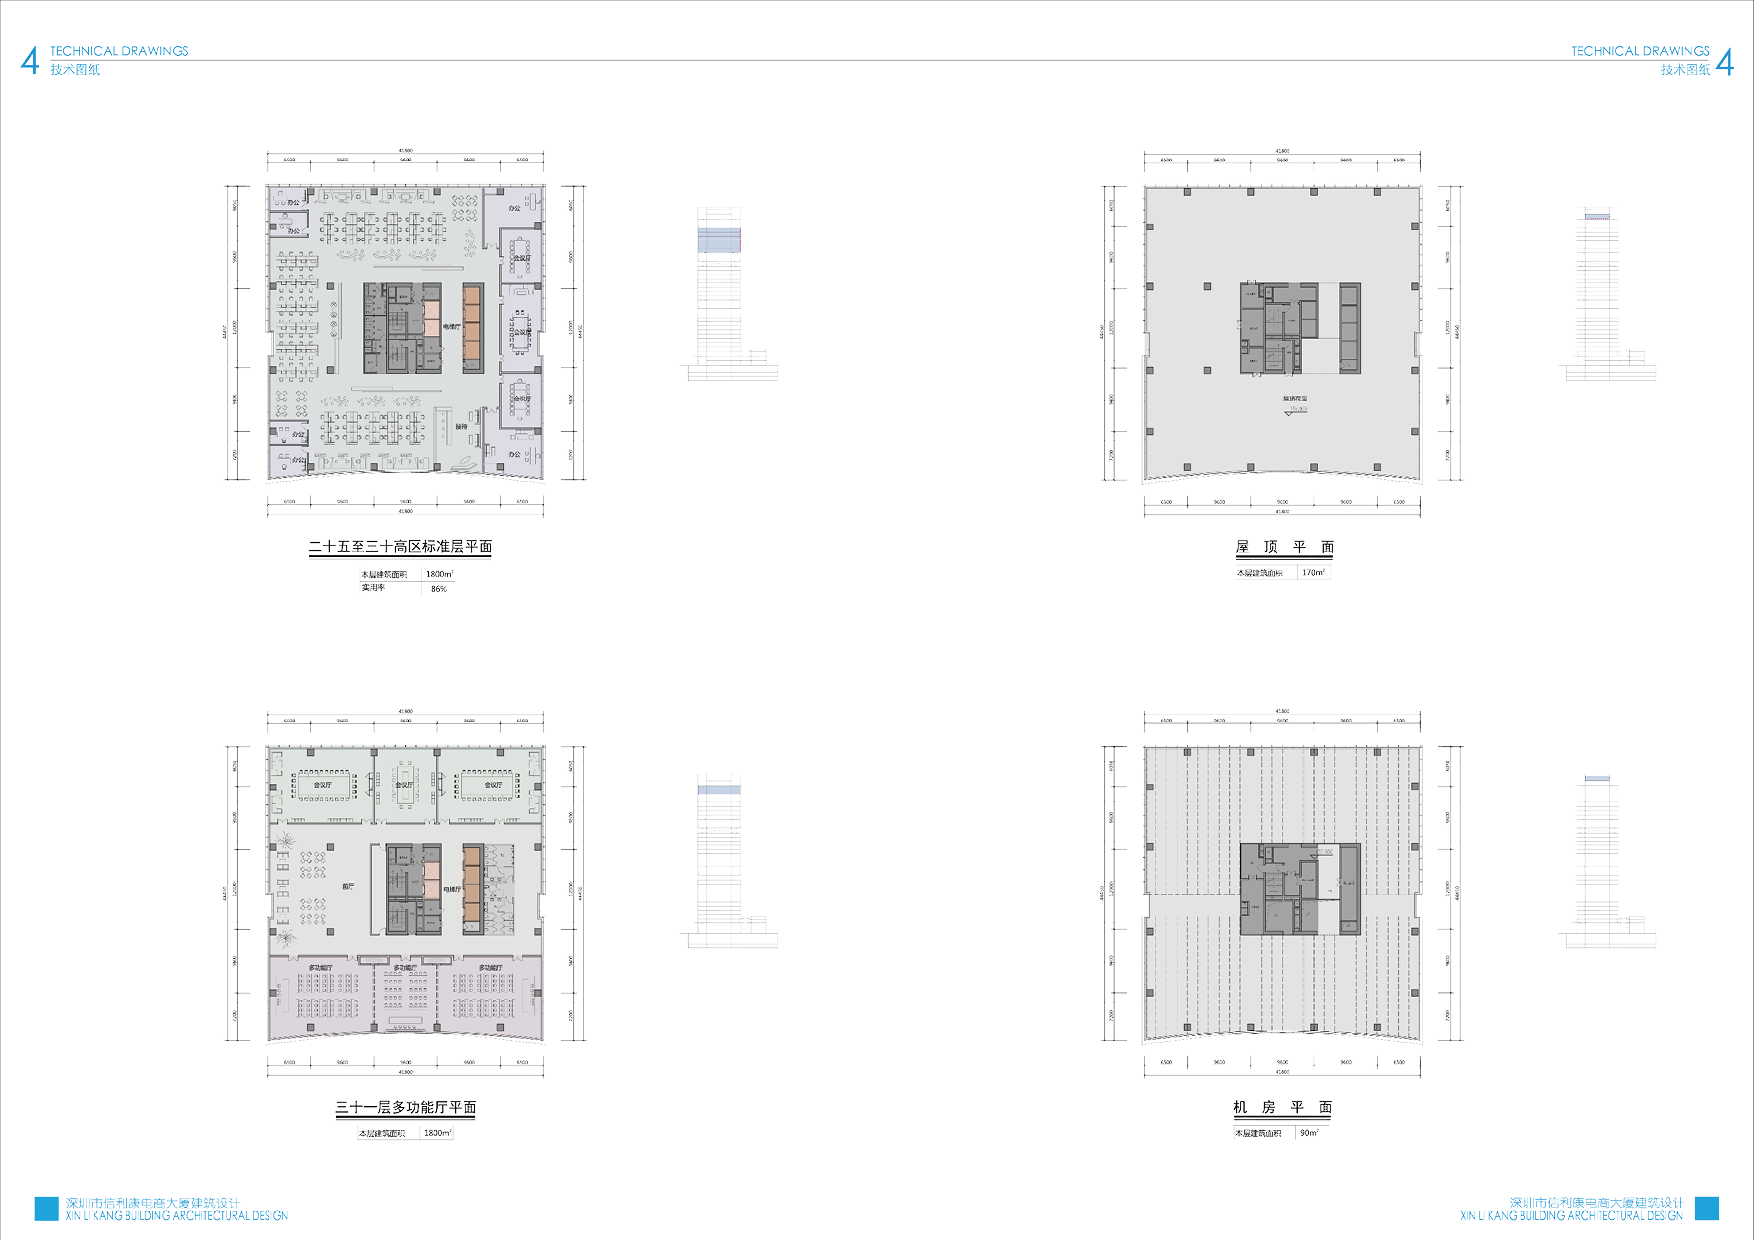 4
TECHNICAL DRAWINGS
技术图纸
TECHNICAL DRAWINGS
技术图纸
4
41800
6500 9600 9600 9600 6500
办公
办公
办公
会议厅
会议厅
电梯厅
会议厅
接待
办公
办公
办公
6500 9600 9600 9600 6500
41800
二十五至三十高区标准层平面
本层建筑面积 1800m²
实用率 86%
41800
6500 9600 9600 9600 6500
6500 9600 9600 9600 6500
41800
屋 顶 平 面
本层建筑面积 170m²
41800
6500 9600 9600 9600 6500
会议厅 会议厅 会议厅
前厅
电梯厅
多功能厅 多功能厅 多功能厅
6500 9600 9600 9600 6500
41800
三十一层多功能厅平面
本层建筑面积 1800m²
41800
6500 9600 9600 9600 6500
6500 9600 9600 9600 6500
41800
机 房 平 面
本层建筑面积 90m²
深圳市信利康电商大厦建筑设计
XIN LI KANG BUILDING ARCHITECTURAL DESIGN
深圳市信利康电商大厦建筑设计
XIN LI KANG BUILDING ARCHITECTURAL DESIGN